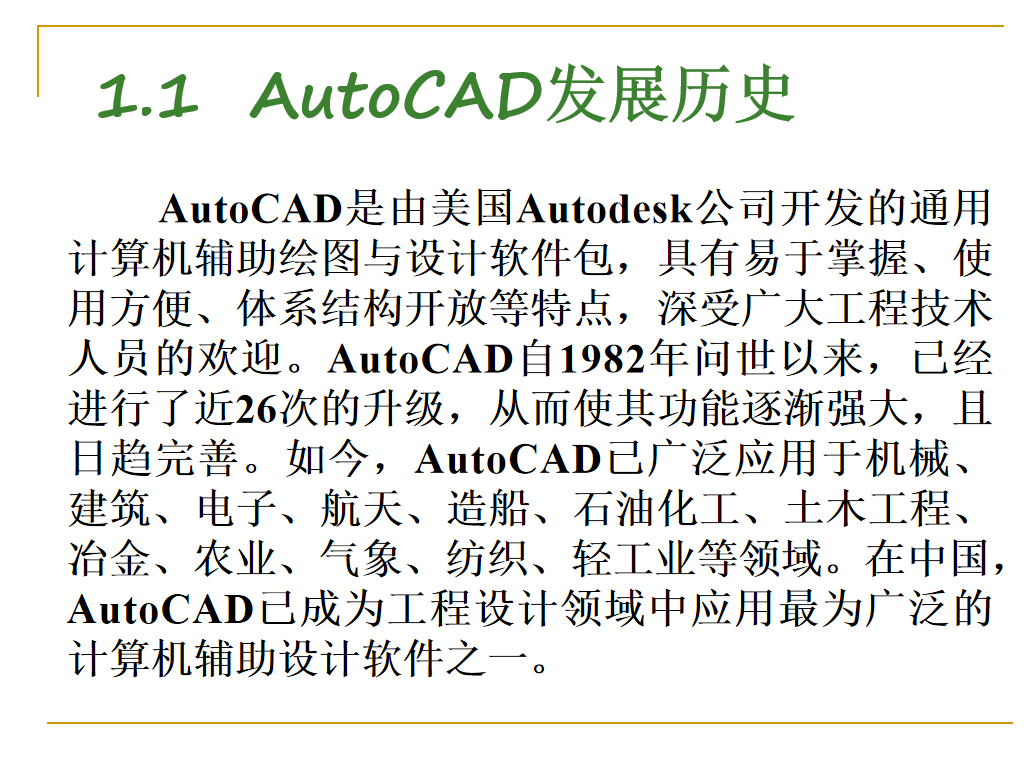 1.1 AutoCAD发展历史
AutoCAD是由美国Autodesk公司开发的通用
计算机辅助绘图与设计软件包，具有易于掌握、使
用方便、体系结构开放等特点，深受广大工程技术
人员的欢迎。AutoCAD自1982年问世以来，已经
进行了近26次的升级，从而使其功能逐渐强大，且
日趋完善。如今，AutoCAD已广泛应用于机械、
建筑、电子、航天、造船、石油化工、土木工程、
冶金、农业、气象、纺织、轻工业等领域。在中国，
AutoCAD已成为工程设计领域中应用最为广泛的
计算机辅助设计软件之一。